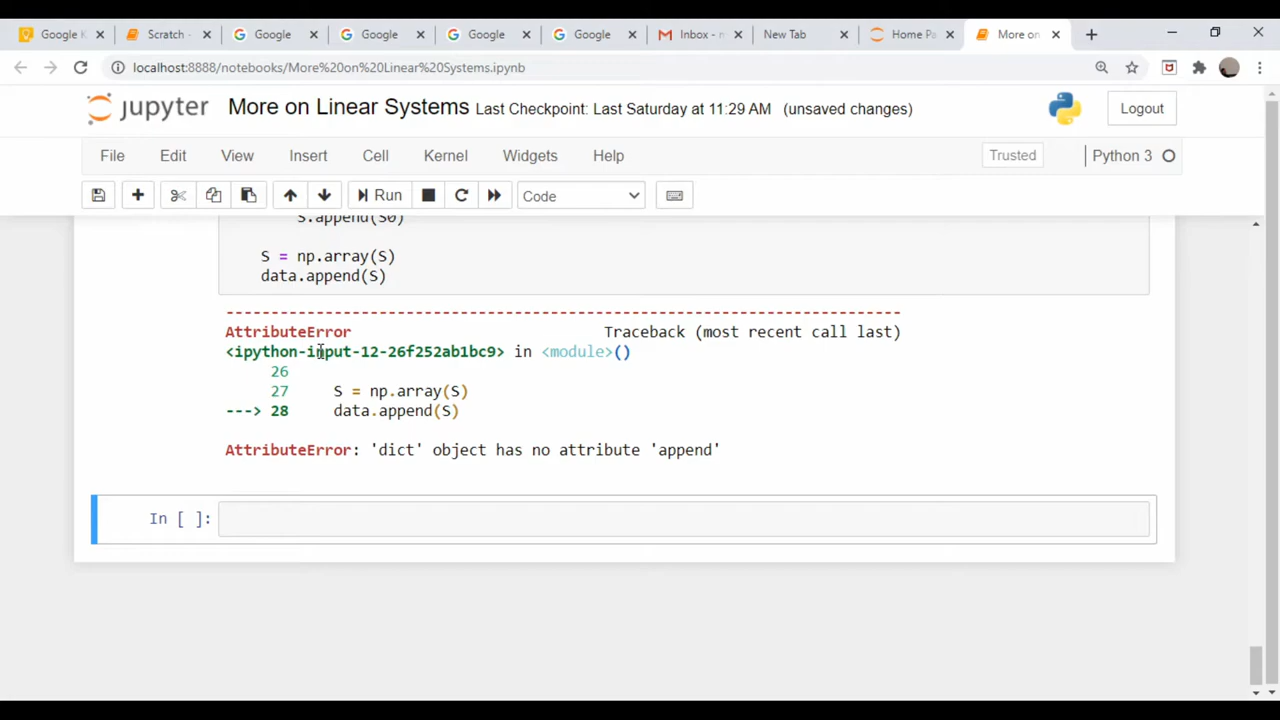 Google K
Scratch -
Google
Google
Google
Google
Inbox - n
New Tab
Home Pa
More on
localhost:8888/notebooks/More%20on%20Linear%20Systems.ipynb
jupyter More on Linear Systems Last Checkpoint: Last Saturday at 11:29 AM (unsaved changes)
Logout
File Edit View Insert Cell Kernel Widgets Help
Trusted
Python 3
Run
Code
S.append(S0)
S = np.array(S)
data.append(S)
---------------------------------------------------------------------------
AttributeError Traceback (most recent call last)
<ipython-input-12-26f252ab1bc9> in <module>()
26
27 S = np.array(S)
---> 28 data.append(S)
AttributeError: 'dict' object has no attribute 'append'
In [ ]: